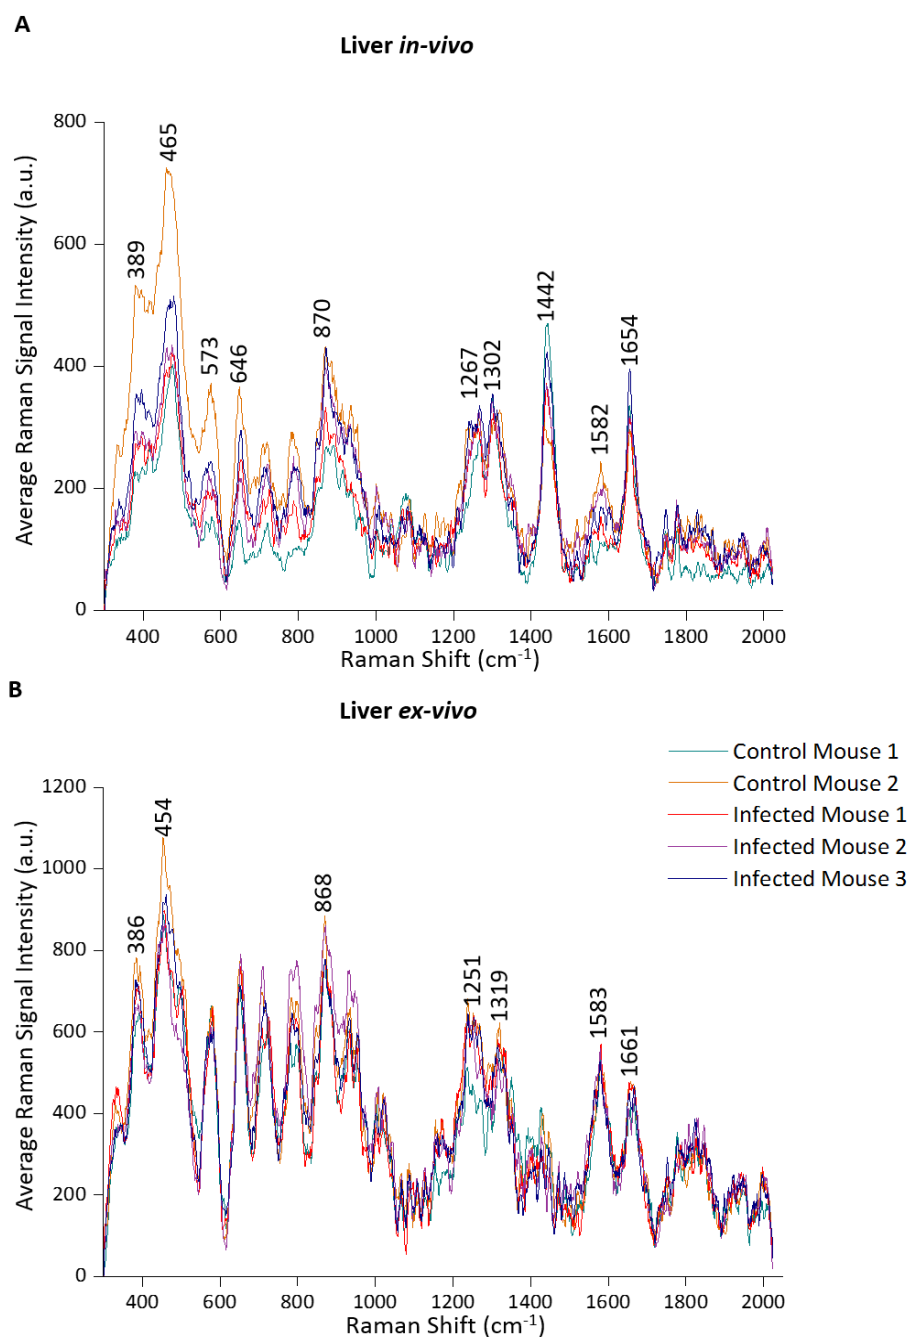 A
Liver in-vivo
Average Raman Signal Intensity (a.u.)
800
600
400
200
0
389
465
573
646
870
1267
1302
1442
1582
1654
400 600 800 1000 1200 1400 1600 1800 2000
Raman Shift (cm⁻¹)
B
Liver ex-vivo
Control Mouse 1
Control Mouse 2
Infected Mouse 1
Infected Mouse 2
Infected Mouse 3
Average Raman Signal Intensity (a.u.)
1200
1000
800
600
400
200
0
386
454
868
1251
1319
1583
1661
400 600 800 1000 1200 1400 1600 1800 2000
Raman Shift (cm⁻¹)